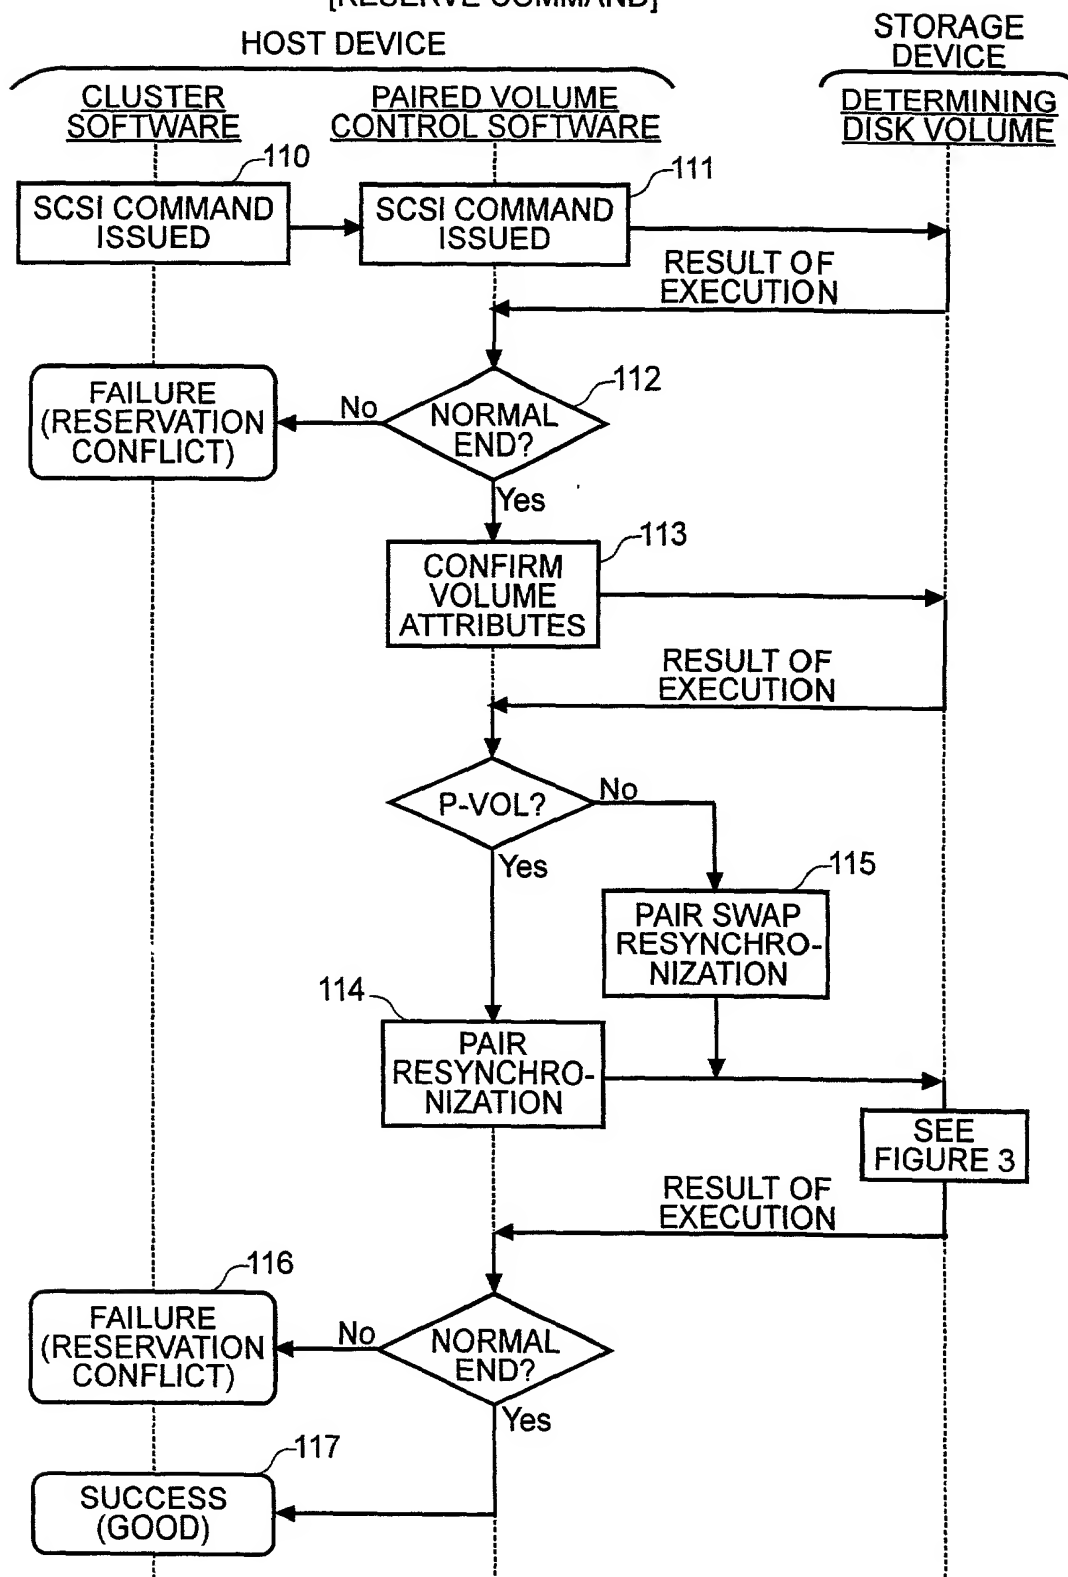 [RESERVE COMMAND]
HOST DEVICE
STORAGE
DEVICE
CLUSTER
SOFTWARE
PAIRED VOLUME
CONTROL SOFTWARE
DETERMINING
DISK VOLUME
110
SCSI COMMAND
ISSUED
111
SCSI COMMAND
ISSUED
RESULT OF
EXECUTION
112
NORMAL
END?
No
FAILURE
(RESERVATION
CONFLICT)
Yes
113
CONFIRM
VOLUME
ATTRIBUTES
RESULT OF
EXECUTION
P-VOL?
No
Yes
115
PAIR SWAP
RESYNCHRO-
NIZATION
114
PAIR
RESYNCHRO-
NIZATION
SEE
FIGURE 3
RESULT OF
EXECUTION
116
FAILURE
(RESERVATION
CONFLICT)
No
NORMAL
END?
Yes
117
SUCCESS
(GOOD)